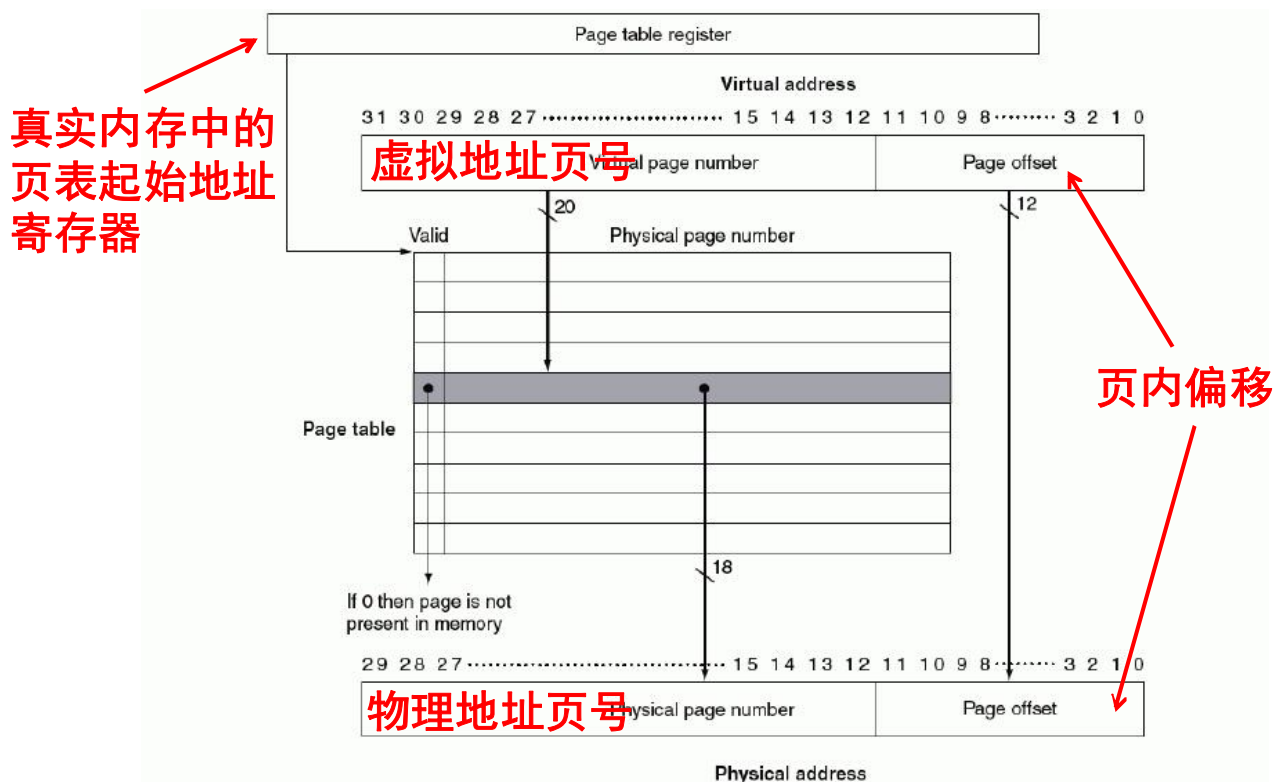 Page table register
Virtual address
真实内存中的
页表起始地址
寄存器
31 30 29 28 27 ·························· 15 14 13 12 11 10 9 8 ········ 3 2 1 0
虚拟地址页号
Virtual page number
Page offset
20
12
Valid
Physical page number
页内偏移
Page table
18
If 0 then page is not
present in memory
29 28 27 ·································· 15 14 13 12 11 10 9 8 ········ 3 2 1 0
物理地址页号
Physical page number
Page offset
Physical address